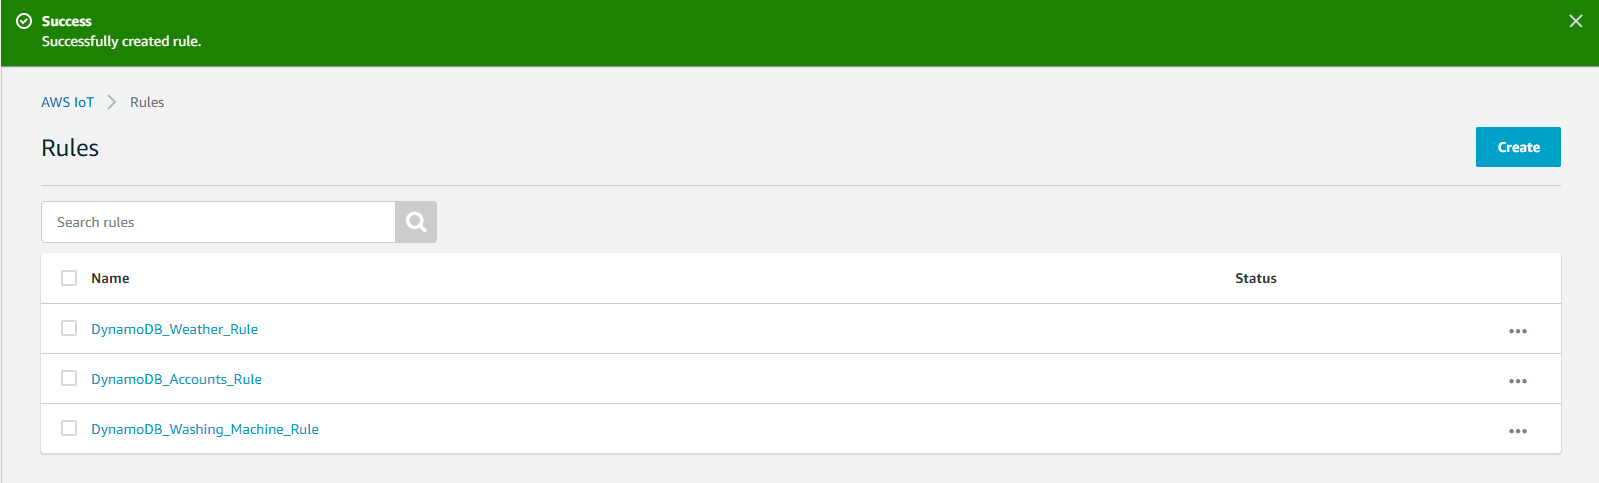 Success
Successfully created rule.
AWS IoT Rules
Rules
Create
Search rules
Name Status
DynamoDB_Weather_Rule
DynamoDB_Accounts_Rule
DynamoDB_Washing_Machine_Rule